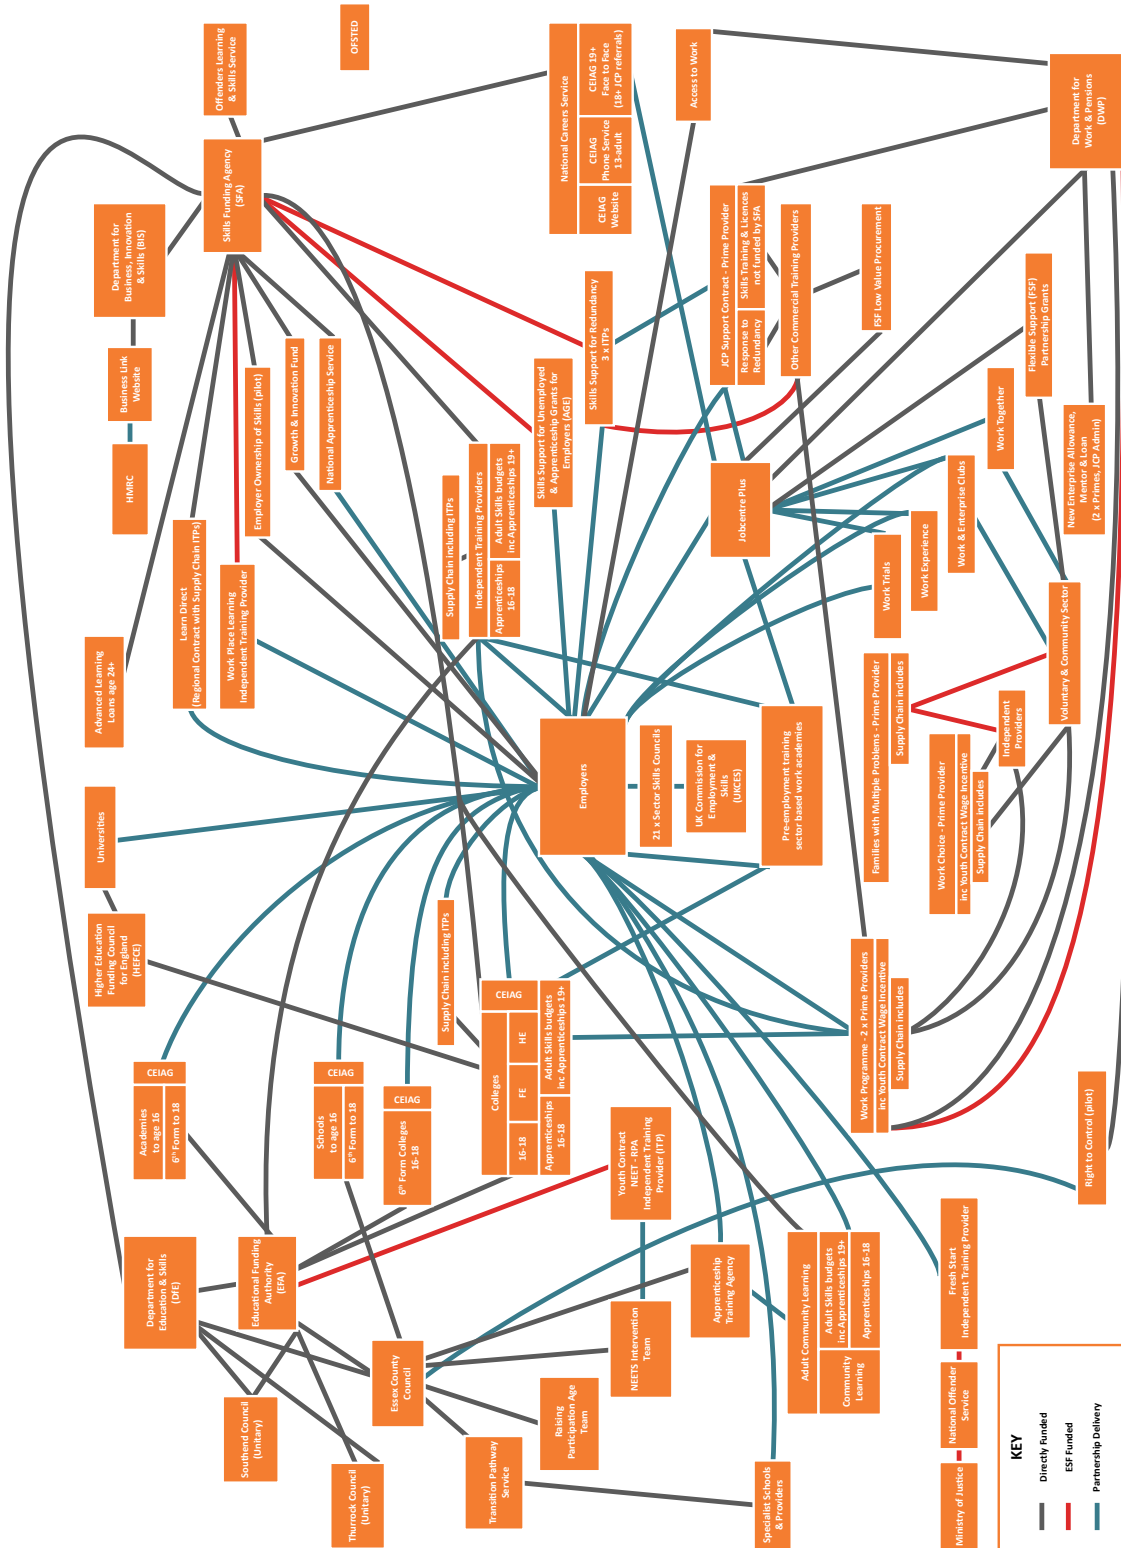 Ministry of Justice
National Offender
Service
Fresh Start
Independent Training Provider
KEY
Directly Funded
ESF Funded
Partnership Delivery
Thurrock Council
(Unitary)
Southend Council
(Unitary)
Department for
Education & Skills
(DfE)
Educational Funding
Authority
(EFA)
Essex County
Council
Transition Pathway
Service
Raising
Participation Age
Team
NEETS Intervention
Team
Specialist Schools
& Providers
Apprenticeship
Training Agency
Youth Contract
NEET - RPA
Independent Training
Provider (ITP)
Adult Community Learning
Community
Learning
Adult Skills budgets
inc Apprenticeships 19+
Apprenticeships 16-18
Right to Control (pilot)
Academies
to age 16
6th Form to 18
CEIAG
Schools
to age 16
6th Form to 18
CEIAG
6th Form Colleges
16-18
CEIAG
Colleges
CEIAG
16-18
FE
HE
Apprenticeships
16-18
Adult Skills budgets
inc Apprenticeships 19+
Supply Chain including ITPs
Higher Education
Funding Council
for England
(HEFCE)
Universities
Advanced Learning
Loans age 24+
Learn Direct
(Regional Contract with Supply Chain ITPs)
Work Place Learning
Independent Training Provider
Employer Ownership of Skills (pilot)
Growth & Innovation Fund
National Apprenticeship Service
HMRC
Business Link
Website
Department for
Business, Innovation
& Skills (BIS)
Skills Funding Agency
(SFA)
Offenders Learning
& Skills Service
OFSTED
Supply Chain including ITPs
Independent Training Providers
Apprenticeships
16-18
Adult Skills budgets
inc Apprenticeships 19+
Skills Support for Unemployed
& Apprenticeship Grants for
Employers (AGE)
Skills Support for Redundancy
3 x ITPs
National Careers Service
CEIAG
Website
CEIAG
Phone Service
13-adult
CEIAG 19+
Face to Face
(18+ JCP referrals)
Access to Work
Department for
Work & Pensions
(DWP)
Employers
21 x Sector Skills Councils
UK Commission for
Employment &
Skills
(UKCES)
Pre-employment training
sector based work academies
JCP Support Contract - Prime Provider
Response to
Redundancy
Skills Training & Licences
not funded by SFA
Other Commercial Training Providers
FSF Low Value Procurement
Jobcentre Plus
Work Trials
Work Experience
Work & Enterprise Clubs
Work Together
Flexible Support (FSF)
Partnership Grants
New Enterprise Allowance,
Mentor & Loan
(2 x Primes, JCP Admin)
Voluntary & Community Sector
Families with Multiple Problems - Prime Provider
Supply Chain includes
Work Choice - Prime Provider
inc Youth Contract Wage Incentive
Supply Chain includes
Independent
Providers
Work Programme - 2 x Prime Providers
inc Youth Contract Wage Incentive
Supply Chain includes